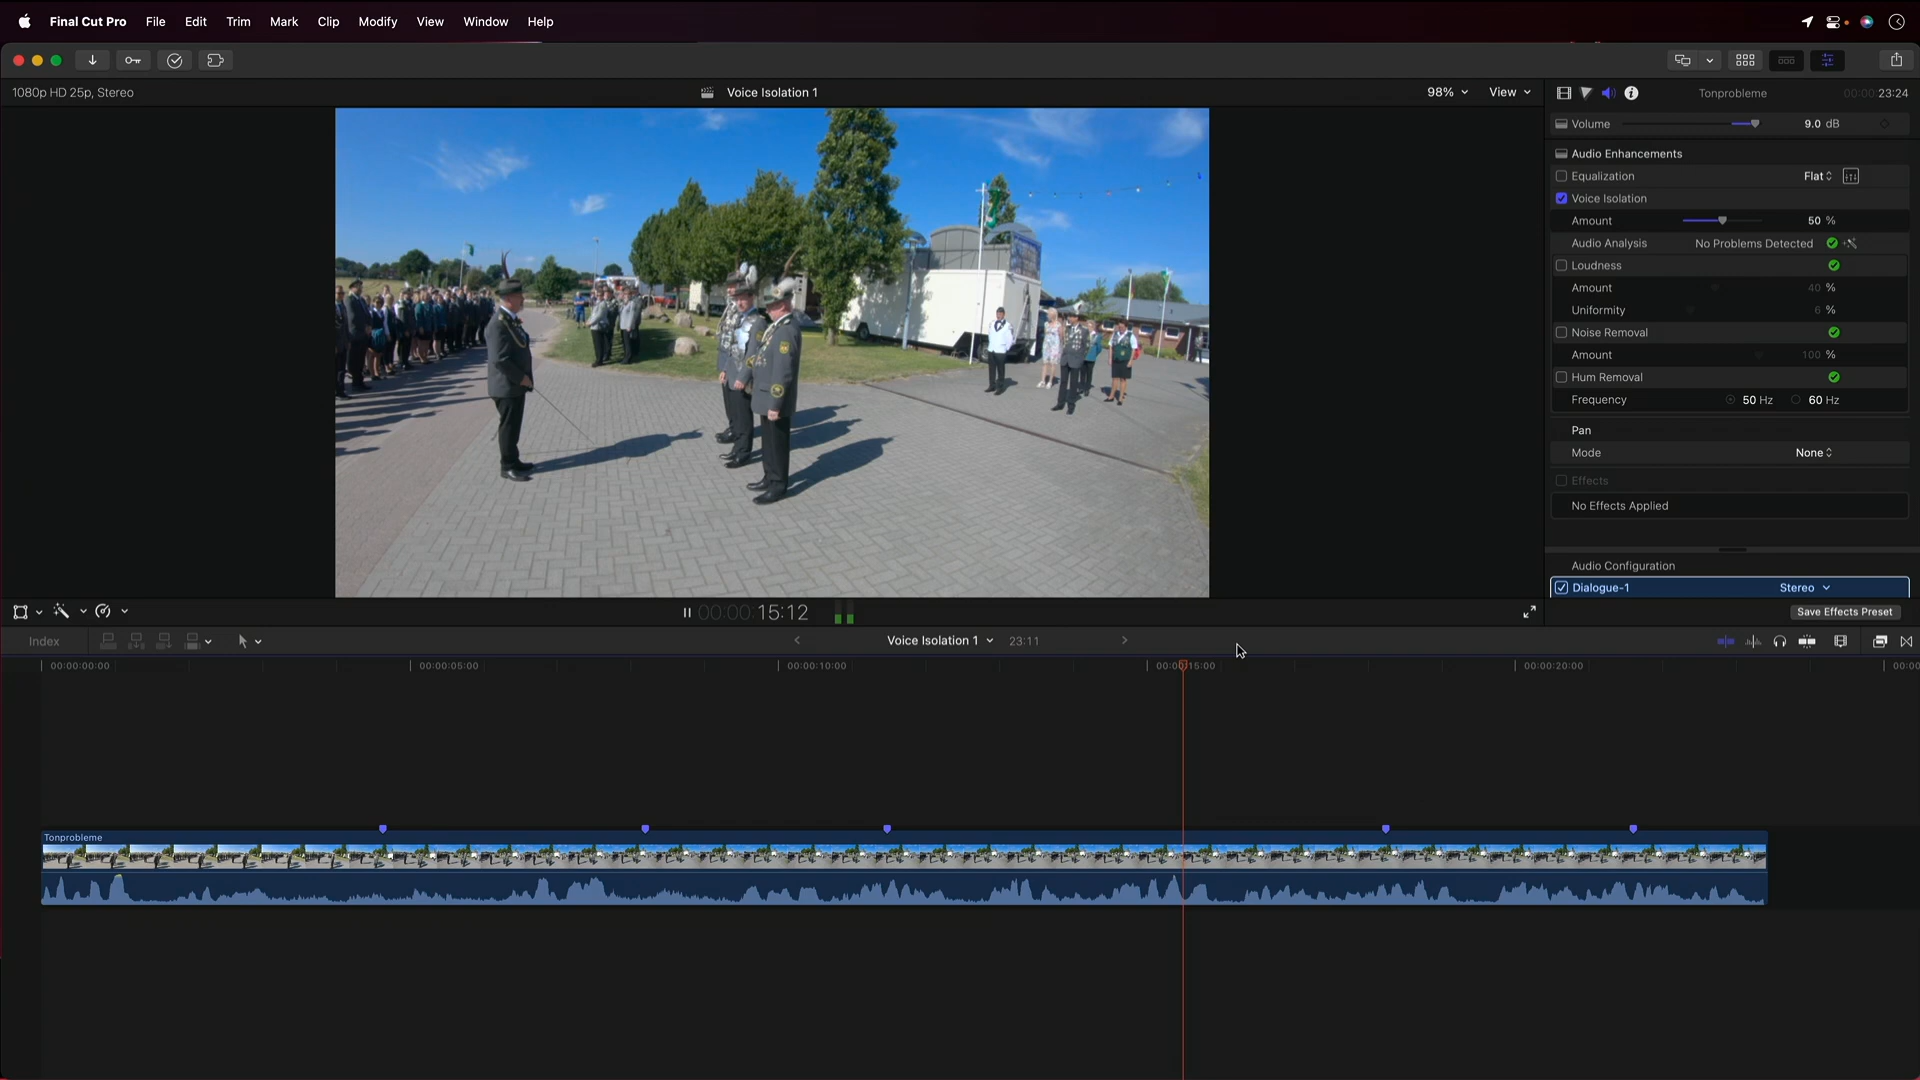 Final Cut Pro File Edit Trim Mark Clip Modify View Window Help
1080p HD 25p, Stereo
Voice Isolation 1
98% View
Tonprobleme 00:00:23:24
Volume 9.0 dB
Audio Enhancements
Equalization Flat
Voice Isolation
Amount 50 %
Audio Analysis No Problems Detected
Loudness
Amount 40 %
Uniformity 6 %
Noise Removal
Amount 100 %
Hum Removal
Frequency 50 Hz 60 Hz
Pan
Mode None
Effects
No Effects Applied
Audio Configuration
Dialogue-1 Stereo
00:00:15:12
Save Effects Preset
Index
Voice Isolation 1 23:11
00:00:00:00 00:00:05:00 00:00:10:00 00:00:15:00 00:00:20:00 00:00
Tonprobleme